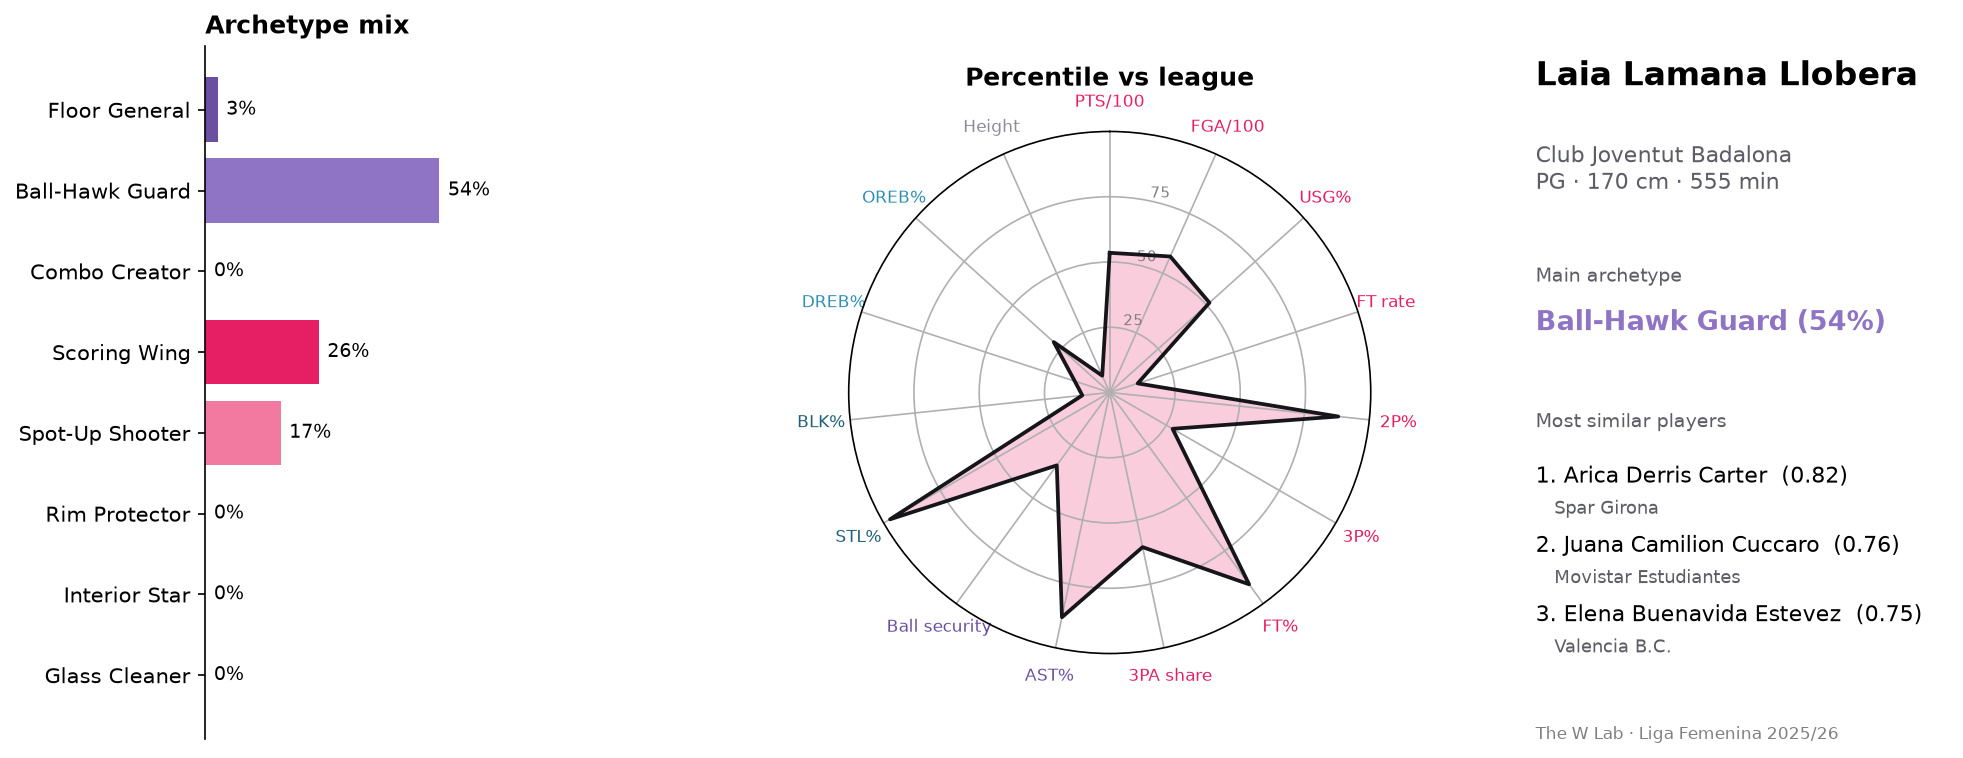 Archetype mix
Floor General
3%
Ball-Hawk Guard
54%
Combo Creator
0%
Scoring Wing
26%
Spot-Up Shooter
17%
Rim Protector
0%
Interior Star
0%
Glass Cleaner
0%
Percentile vs league
PTS/100
FGA/100
USG%
FT rate
2P%
3P%
FT%
3PA share
AST%
Ball security
STL%
BLK%
DREB%
OREB%
Height
75
50
25
Laia Lamana Llobera
Club Joventut Badalona
PG · 170 cm · 555 min
Main archetype
Ball-Hawk Guard (54%)
Most similar players
1. Arica Derris Carter (0.82)
Spar Girona
2. Juana Camilion Cuccaro (0.76)
Movistar Estudiantes
3. Elena Buenavida Estevez (0.75)
Valencia B.C.
The W Lab · Liga Femenina 2025/26